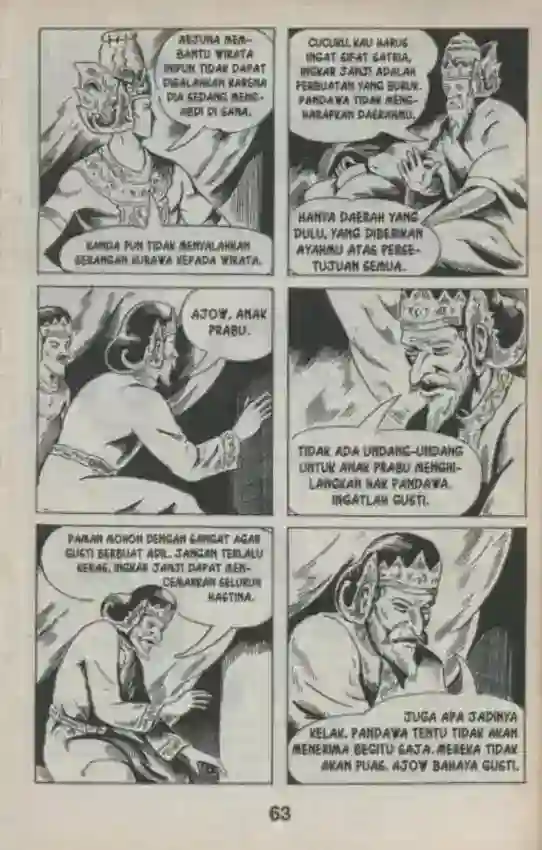 ARJUNA MEM-
BANTU WIRATA
INIPUN TIDAK DAPAT
DISALAHKAN KARENA
DIA SEDANG MENG-
ABDI DI SANA.
KANDA PUN TIDAK MENYALAHKAN
SERANGAN KURAWA KEPADA WIRATA.
CUCUKU, KAU HARUS
INGAT SIFAT SATRIA,
INGKAR JANJI ADALAH
PERBUATAN YANG BURUK.
PANDAWA TIDAK MENG-
HARAPKAN DAERAHMU.
HANYA DAERAH YANG
DULU, YANG DIBERIKAN
AYAHMU ATAS PERSE-
TUJUAN SEMUA..
AJOW, ANAK
PRABU.
TIDAK ADA UNDANG-UNDANG
UNTUK ANAK PRABU MENGHI-
LANGKAN HAK PANDAWA.
INGATLAH GUSTI.
PAMAN MOHON DENGAN SANGAT AGAR
GUSTI BERBUAT ADIL. JANGAN TERLALU
KERAS, INGKAR JANJI DAPAT MEN-
CEMARKAN SELURUH
HASTINA.
JUGA APA JADINYA
KELAK. PANDAWA TENTU TIDAK AKAN
MENERIMA BEGITU SAJA. MEREKA TIDAK
AKAN PUAS. AJOW BAHAYA GUSTI.
63